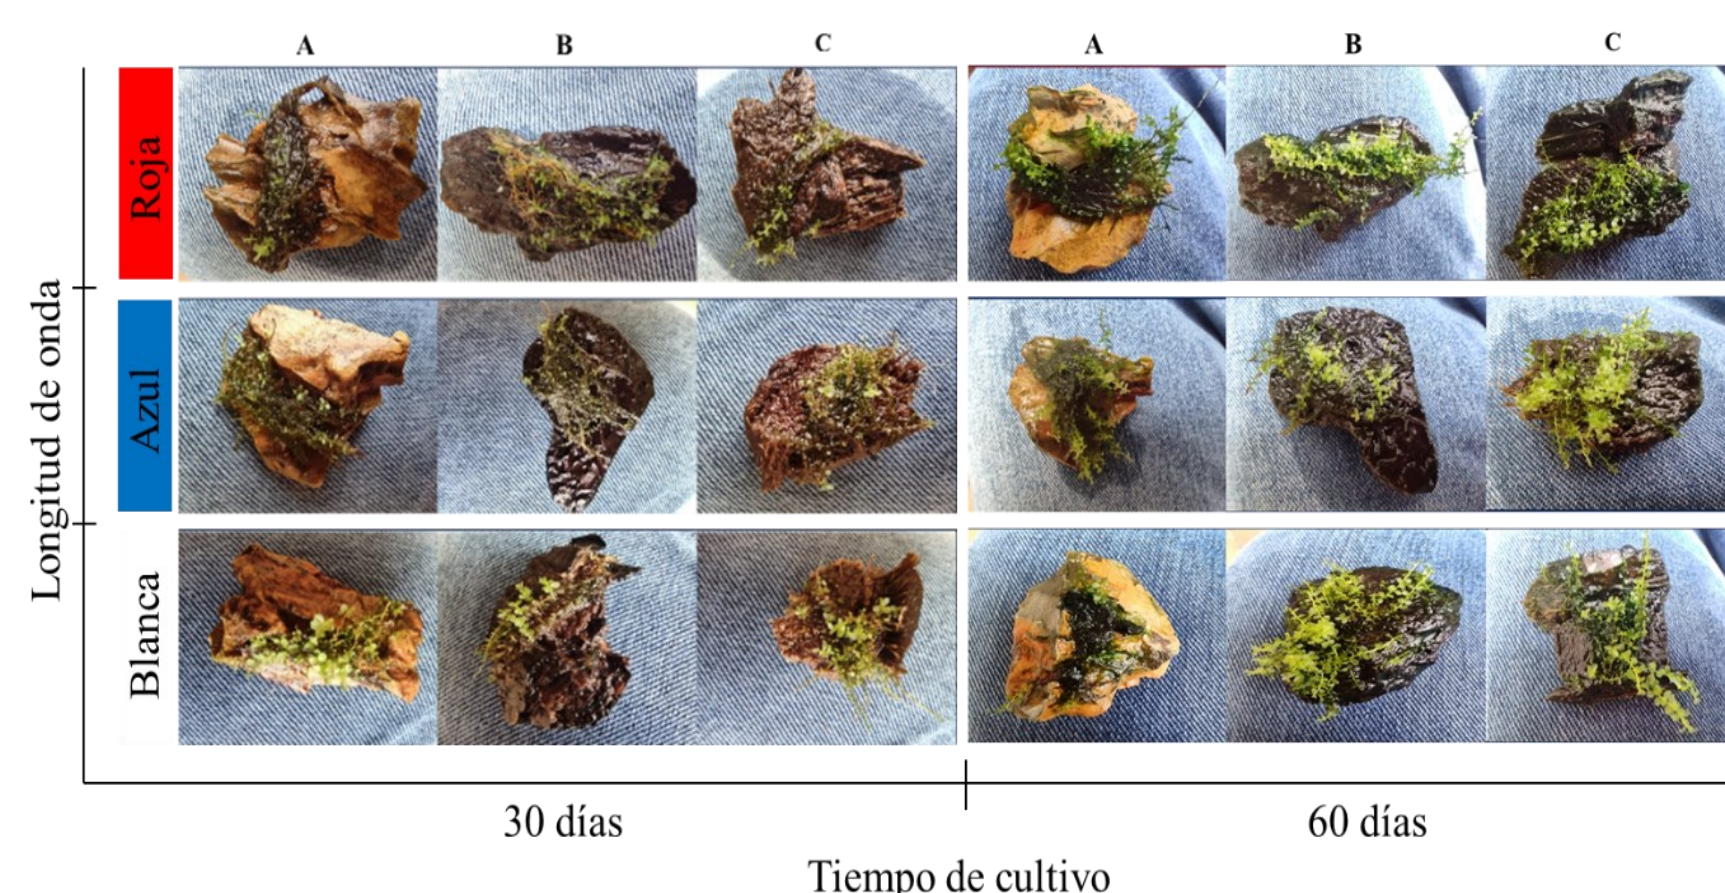 A B C A B C
Roja
Azul
Blanca
Longitud de onda
30 días 60 días
Tiempo de cultivo